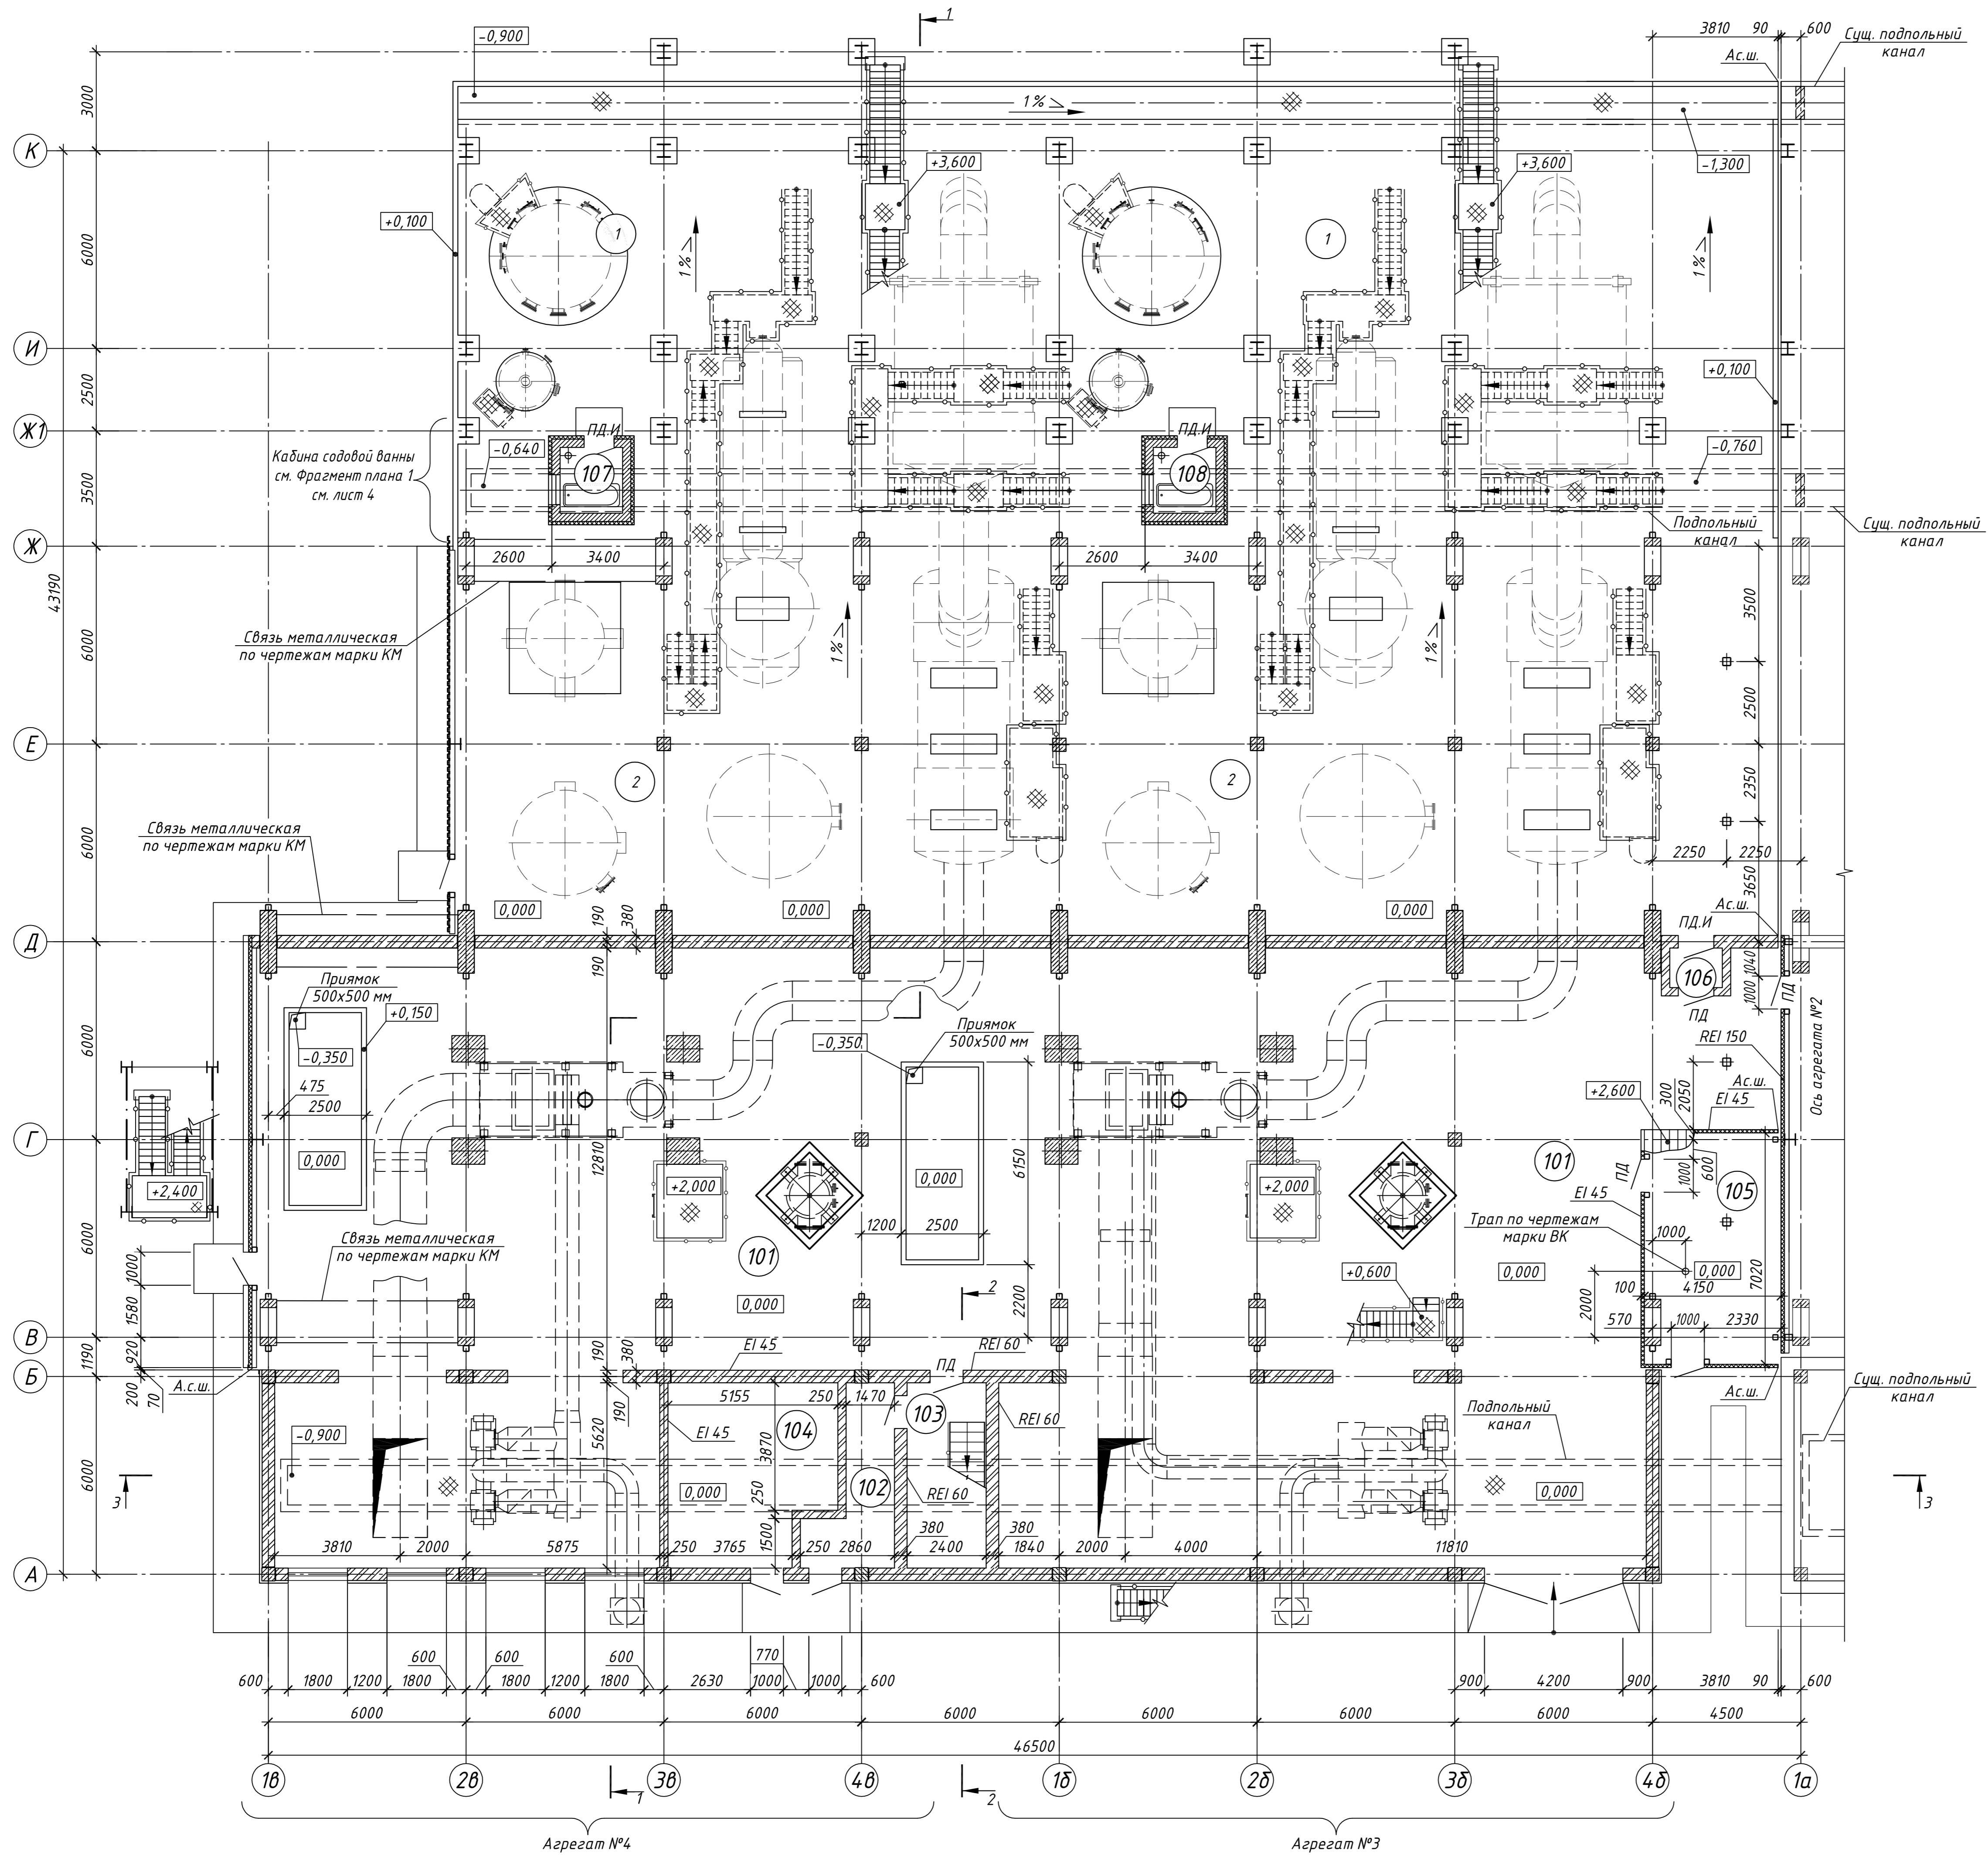 1
-0,900
3810
90
600
Сущ. подпольный
канал
Ас.ш.
3000
1%
К
+3,600
+3,600
-1,300
+0,100
1
1
6000
1%
1%
И
2500
+0,100
Ж1
ПД.И
ПД.И
-0,640
-0,760
Кабина содовой ванны
см. Фрагмент плана 1
см. лист 4
107
108
3500
Подпольный
канал
Сущ. подпольный
канал
Ж
2600
3400
2600
3400
43190
3500
Связь металлическая
по чертежам марки КМ
6000
1%
1%
2500
Е
2
2
2350
Связь металлическая
по чертежам марки КМ
6000
2250
2250
3650
0,000
0,000
0,000
190
380
Ас.ш.
ПД.И
Д
190
106
1040
1000
ПД
ПД
Приямок
500х500 мм
+0,150
-0,350
Приямок
500х500 мм
-0,350
REI 150
Ось агрегата №2
6000
475
2500
+2,600
300
2050
Ас.ш.
EI 45
Г
0,000
12810
6150
101
ПД
1000
600
+2,400
+2,000
0,000
+2,000
EI 45
105
Трап по чертежам
марки ВК
1200
2500
1000
6000
Связь металлическая
по чертежам марки КМ
101
+0,600
0,000
0,000
7020
1000
1580
0,000
2
2200
2000
100
4150
570
1000
2330
В
920
1190
190
380
EI 45
ПД
REI 60
Б
200
70
А.с.ш.
190
Ас.ш.
Сущ. подпольный
канал
5155
250
1470
103
REI 60
Подпольный
канал
-0,900
5620
EI 45
104
3870
6000
3
0,000
250
102
REI 60
0,000
3
1500
380
380
3810
2000
5875
250
3765
250
2860
2400
1840
2000
4000
11810
А
600
600
600
770
600
1800
1200
1800
1800
1200
1800
2630
1000
1000
600
900
4200
900
3810
90
600
6000
6000
6000
6000
6000
6000
6000
4500
46500
1в
2в
3в
4в
1б
2б
3б
4б
1а
1
2
Агрегат №4
Агрегат №3